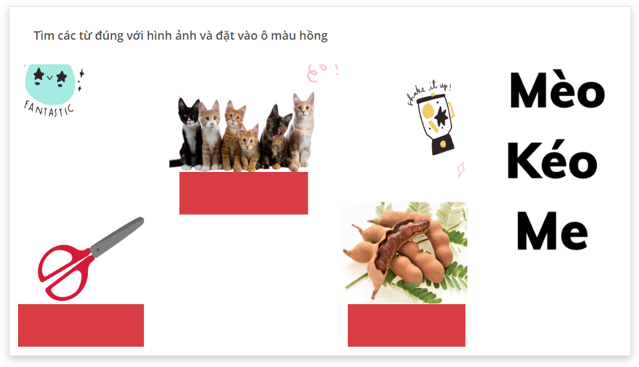 Tìm các từ đúng với hình ảnh và đặt vào ô màu hồng
FANTASTIC
shake it up!
Mèo
Kéo
Me